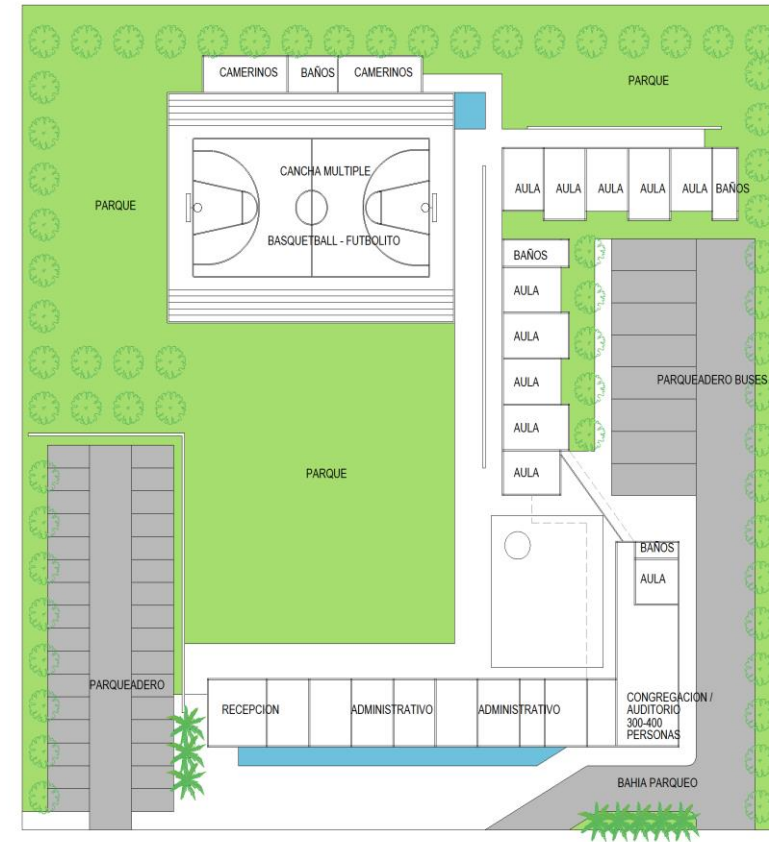 CAMERINOS
BAÑOS
CAMERINOS
PARQUE
CANCHA MULTIPLE
AULA
AULA
AULA
AULA
AULA
BAÑOS
PARQUE
BASQUETBALL - FUTBOLITO
BAÑOS
AULA
AULA
AULA
AULA
AULA
PARQUEADERO BUSES
PARQUE
BAÑOS
AULA
PARQUEADERO
RECEPCION
ADMINISTRATIVO
ADMINISTRATIVO
CONGREGACION /
AUDITORIO
300-400
PERSONAS
BAHIA PARQUEO